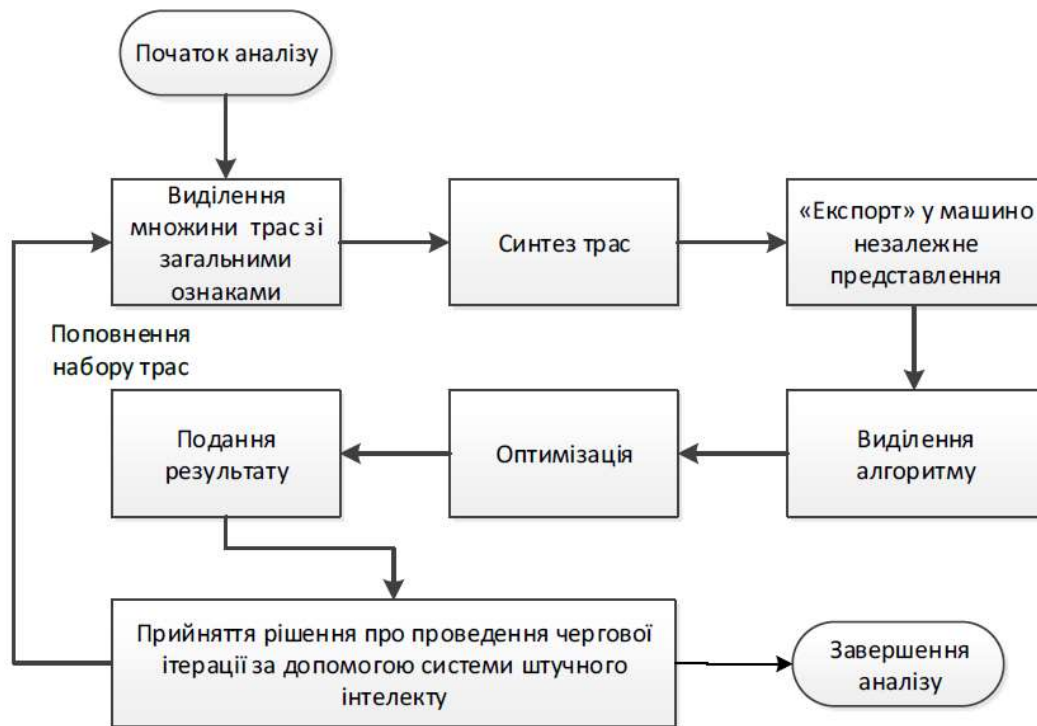 Початок аналізу
Виділення
множини трас зі
загальними
ознаками
Синтез трас
«Експорт» у машино
незалежне
представлення
Поповнення
набору трас
Подання
результату
Оптимізація
Виділення
алгоритму
Прийняття рішення про проведення чергової
ітерації за допомогою системи штучного
інтелекту
Завершення
аналізу